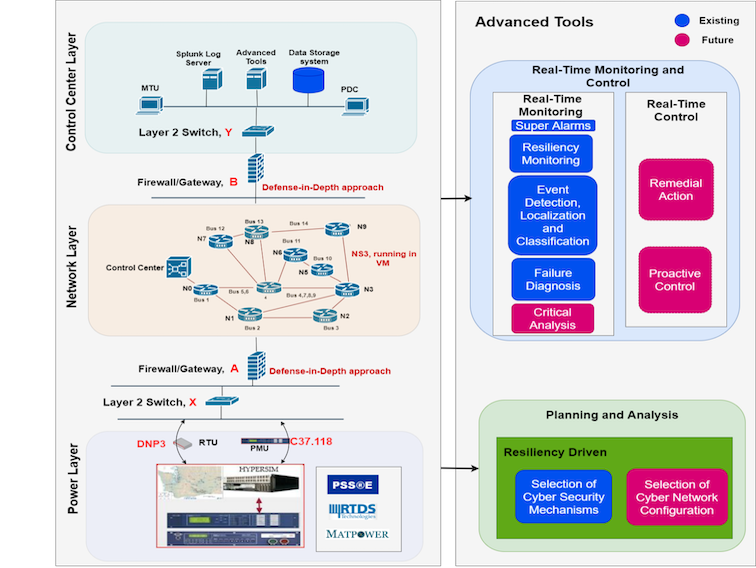 Control Center Layer
Splunk Log
Server
Advanced
Tools
Data Storage
system
MTU
PDC
Layer 2 Switch, Y
Firewall/Gateway, B
Defense-in-Depth approach
Network Layer
Bus 12
Bus 13
Bus 14
N7
N8
N9
Bus 11
N6
Bus 10
N5
NS3, running in
VM
Control Center
N0
Bus 1
Bus 5,6
4
Bus 4,7,8,9
N3
N1
Bus 2
N2
Bus 3
Firewall/Gateway, A
Defense-in-Depth approach
Layer 2 Switch, X
Power Layer
DNP3
RTU
PMU
C37.118
HYPERSIM
PSS®E
RTDS
Technologies
MATPOWER
Advanced Tools
Existing
Future
Real-Time Monitoring and
Control
Real-Time
Monitoring
Super Alarms
Resiliency
Monitoring
Event
Detection,
Localization
and
Classification
Failure
Diagnosis
Critical
Analysis
Real-Time
Control
Remedial
Action
Proactive
Control
Planning and Analysis
Resiliency Driven
Selection of
Cyber Security
Mechanisms
Selection of
Cyber Network
Configuration